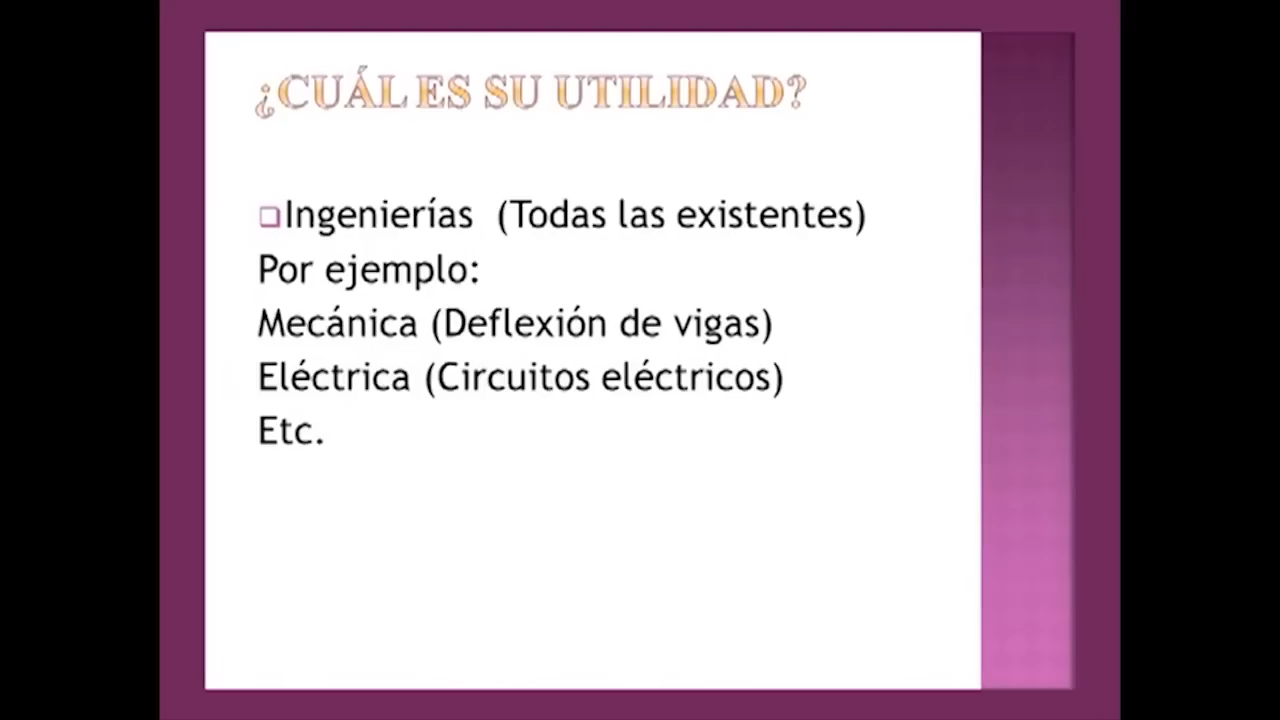 ¿CUÁL ES SU UTILIDAD?
Ingenierías (Todas las existentes)
Por ejemplo:
Mecánica (Deflexión de vigas)
Eléctrica (Circuitos eléctricos)
Etc.